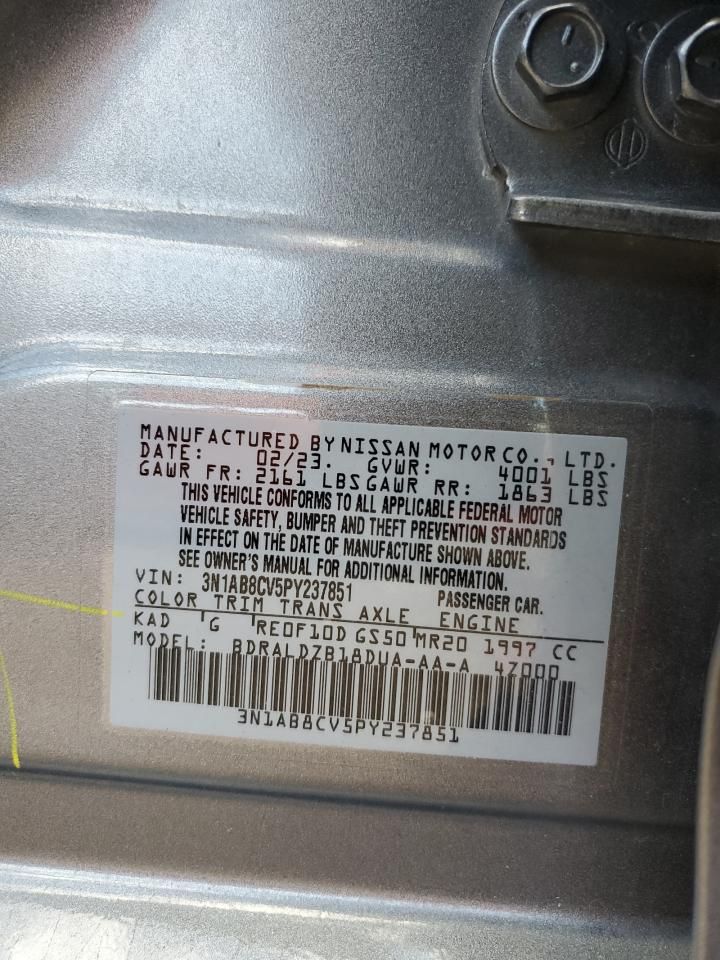 MANUFACTURED BY NISSAN MOTOR CO., LTD.
DATE: 02/23. GVWR: 4001 LBS
GAWR FR: 2161 LBS GAWR RR: 1863 LBS
THIS VEHICLE CONFORMS TO ALL APPLICABLE FEDERAL MOTOR
VEHICLE SAFETY, BUMPER AND THEFT PREVENTION STANDARDS
IN EFFECT ON THE DATE OF MANUFACTURE SHOWN ABOVE.
SEE OWNER'S MANUAL FOR ADDITIONAL INFORMATION.
VIN: 3N1AB8CV5PY237851 PASSENGER CAR.
COLOR TRIM TRANS AXLE ENGINE
KAD G RE0F10D GS50 MR20 1997 CC
MODEL: BDRALDZB18DUA-AA-A 4Z000
3N1AB8CV5PY237851